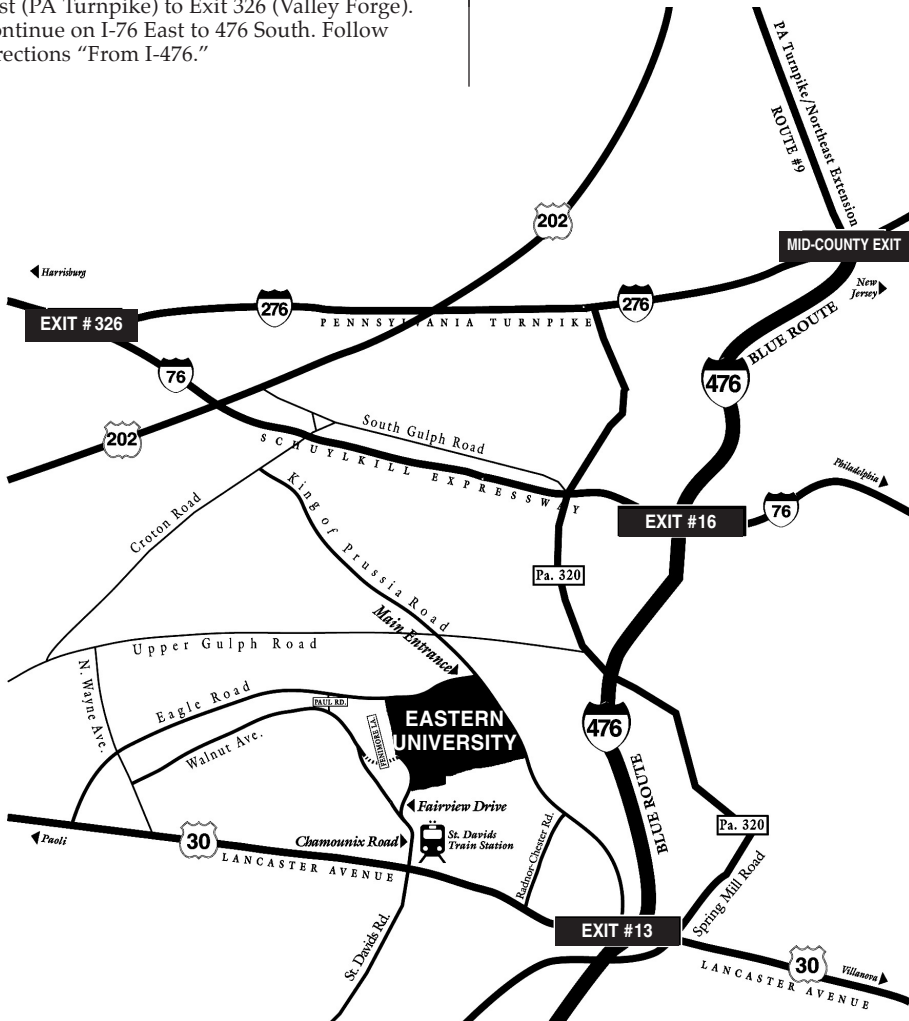 st (PA Turnpike) to Exit 326 (Valley Forge).
ontinue on I-76 East to 476 South. Follow
rections “From I-476.”
PA Turnpike/Northeast Extension
ROUTE #9
202
MID-COUNTY EXIT
Harrisburg
New
Jersey
276
276
EXIT #326
PENNSYLVANIA TURNPIKE
BLUE ROUTE
76
476
202
South Gulph Road
SCHUYLKILL EXPRESSWAY
Philadelphia
King of Prussia Road
Croton Road
76
EXIT #16
Pa. 320
Main Entrance
Upper Gulph Road
N. Wayne Ave.
Eagle Road
PAUL RD.
EASTERN
UNIVERSITY
FENIMORE LA.
476
Walnut Ave.
BLUE ROUTE
Fairview Drive
Pa. 320
Paoli
30
Chamounix Road
St. Davids
Train Station
LANCASTER AVENUE
Radnor-Chester Rd.
Spring Mill Road
EXIT #13
St. Davids Rd.
30
Villanova
LANCASTER AVENUE